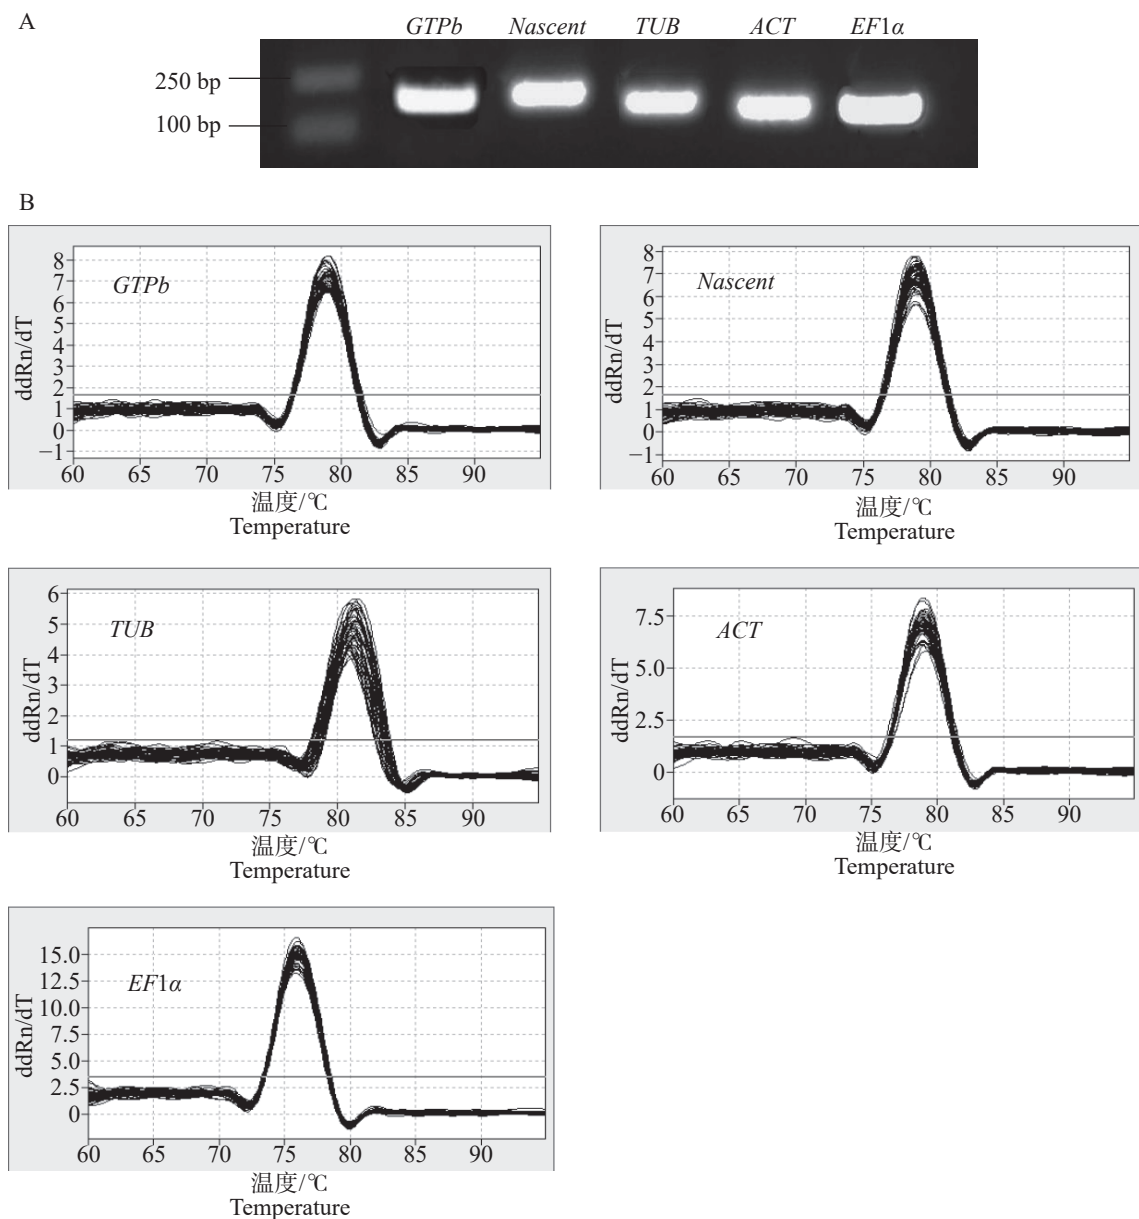 A
GTPb Nascent TUB ACT EF1α
250 bp
100 bp
B
GTPb
ddRn/dT
8
7
6
5
4
3
2
1
0
−1
60 65 70 75 80 85 90
温度/℃
Temperature
Nascent
ddRn/dT
8
7
6
5
4
3
2
1
0
−1
60 65 70 75 80 85 90
温度/℃
Temperature
TUB
ddRn/dT
6
5
4
3
2
1
0
60 65 70 75 80 85 90
温度/℃
Temperature
ACT
ddRn/dT
7.5
5.0
2.5
0
60 65 70 75 80 85 90
温度/℃
Temperature
EF1α
ddRn/dT
15.0
12.5
10.0
7.5
5.0
2.5
0
60 65 70 75 80 85 90
温度/℃
Temperature